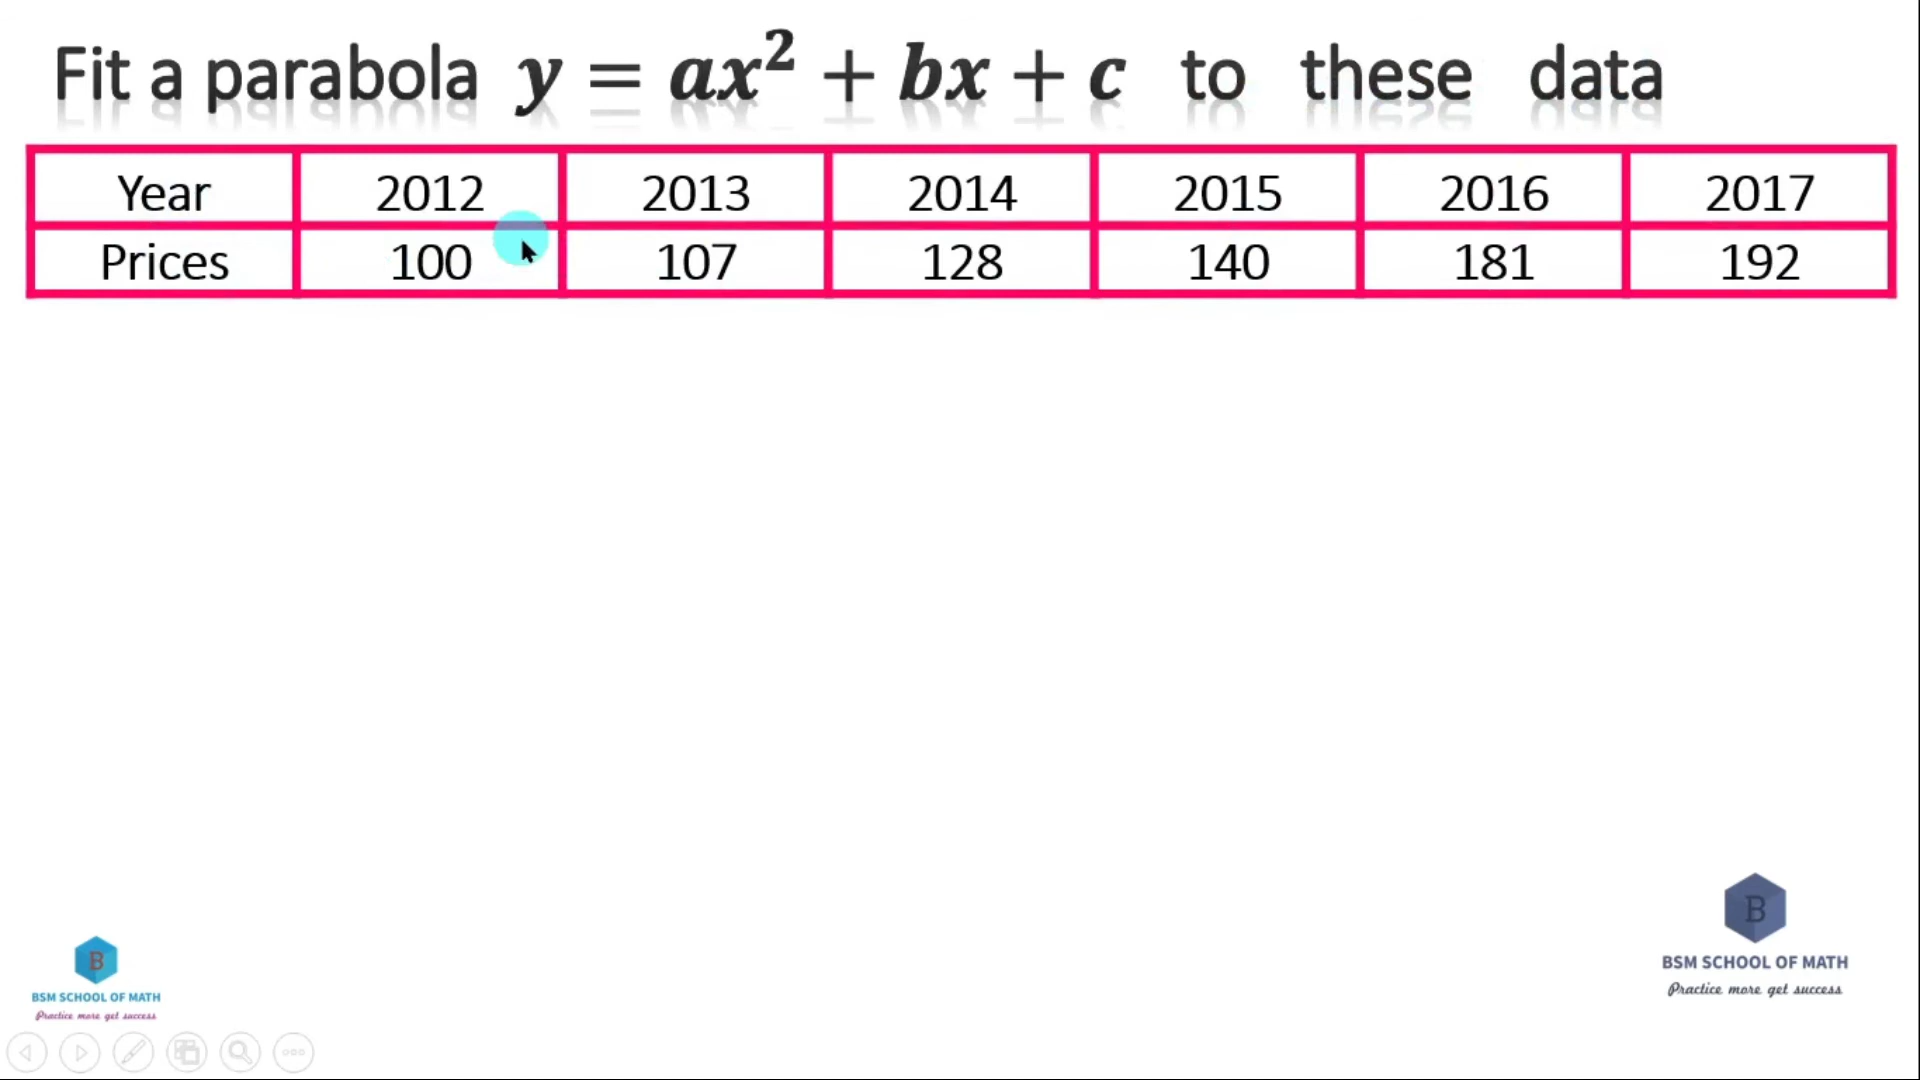 Fit a parabola y = ax² + bx + c to these data
Year 2012 2013 2014 2015 2016 2017
Prices 100 107 128 140 181 192
B
BSM SCHOOL OF MATH
Practice more get success
B
BSM SCHOOL OF MATH
Practice more get success